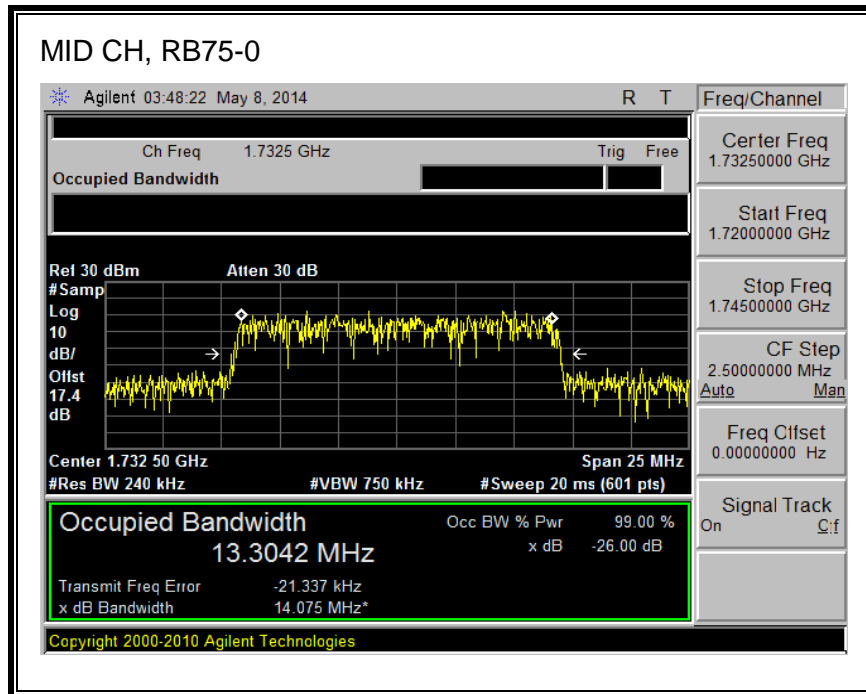 MID CH, RB75-0
Agilent 03:48:22 May 8, 2014 R T
Freq/Channel
Ch Freq 1.7325 GHz Trig Free
Occupied Bandwidth
Center Freq
1.73250000 GHz
Start Freq
1.72000000 GHz
Stop Freq
1.74500000 GHz
CF Step
2.50000000 MHz
Auto Man
Freq Offset
0.00000000 Hz
Signal Track
On Off
Ref 30 dBm Atten 30 dB
#Samp
Log
10
dB/
Offst
17.4
dB
Center 1.732 50 GHz Span 25 MHz
#Res BW 240 kHz #VBW 750 kHz #Sweep 20 ms (601 pts)
Occupied Bandwidth
13.3042 MHz
Occ BW % Pwr 99.00 %
x dB -26.00 dB
Transmit Freq Error -21.337 kHz
x dB Bandwidth 14.075 MHz*
Copyright 2000-2010 Agilent Technologies